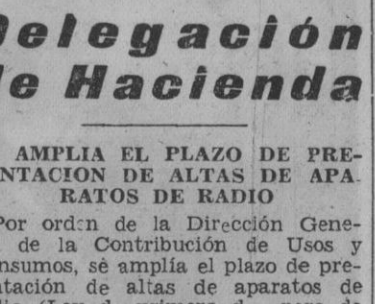 Delegación
de Hacienda
AMPLIA EL PLAZO DE PRE-
NTACION DE ALTAS DE APA-
RATOS DE RADIO
Por orden de la Dirección Gene-
de la Contribución de Usos y
nsumos, se amplía el plazo de pre-
ntación de altas de aparatos de